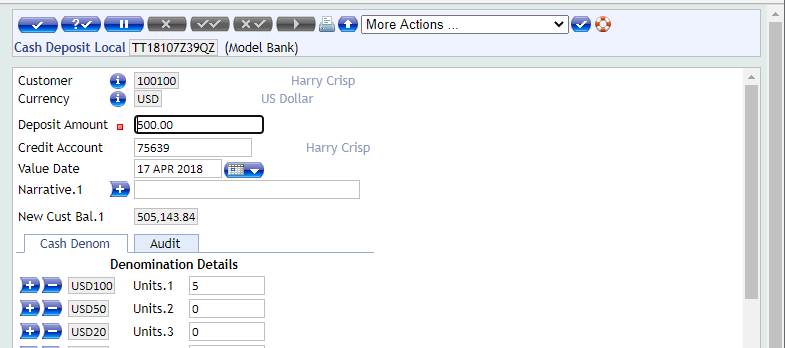 More Actions ...
Cash Deposit Local TT18107Z39QZ (Model Bank)
Customer 100100 Harry Crisp
Currency USD US Dollar
Deposit Amount 500.00
Credit Account 75639 Harry Crisp
Value Date 17 APR 2018
Narrative.1
New Cust Bal.1 505,143.84
Cash Denom Audit
Denomination Details
USD100 Units.1 5
USD50 Units.2 0
USD20 Units.3 0